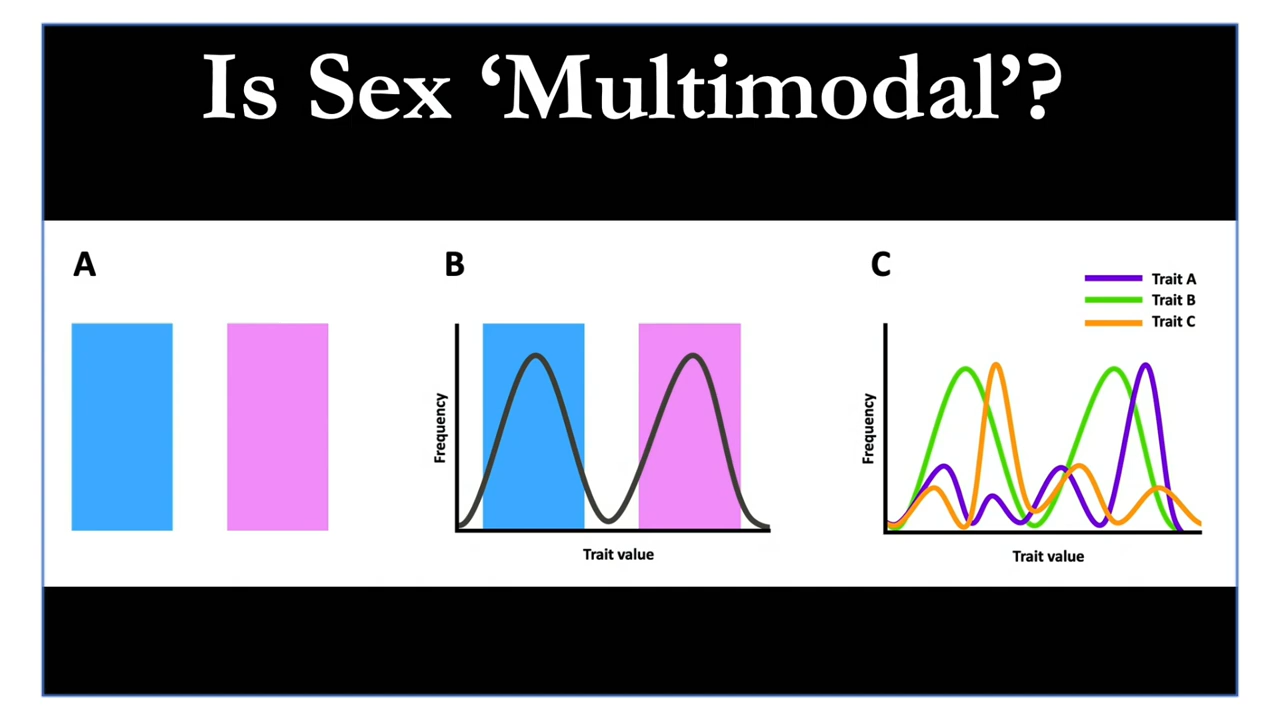 Is Sex ‘Multimodal’?
A
B
C
Trait A
Trait B
Trait C
Frequency
Trait value
Frequency
Trait value